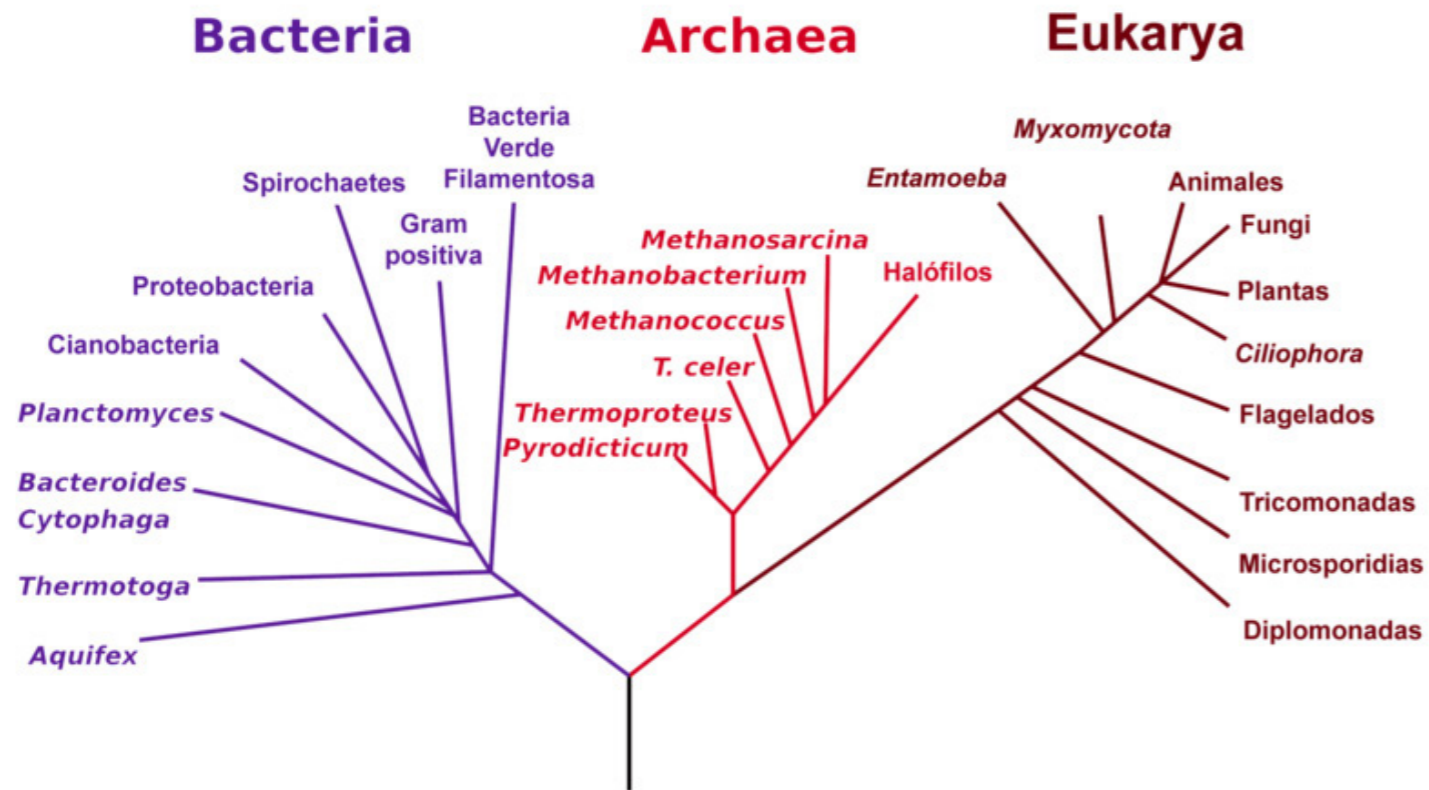 Bacteria
Archaea
Eukarya
Bacteria
Verde
Filamentosa
Spirochaetes
Gram
positiva
Proteobacteria
Cianobacteria
Planctomyces
Bacteroides
Cytophaga
Thermotoga
Aquifex
Methanosarcina
Methanobacterium
Halófilos
Methanococcus
T. celer
Thermoproteus
Pyrodicticum
Myxomycota
Entamoeba
Animales
Fungi
Plantas
Ciliophora
Flagelados
Tricomonadas
Microsporidias
Diplomonadas